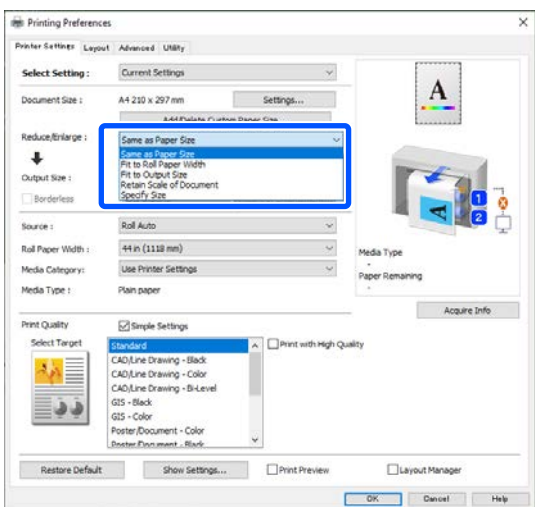 Printing Preferences
Printer Settings Layout Advanced Utility
Select Setting : Current Settings
Document Size : A4 210 x 297 mm Settings...
Add/Delete Custom Paper Size...
Reduce/Enlarge : Same as Paper Size
Same as Paper Size
Fit to Roll Paper Width
Fit to Output Size
Retain Scale of Document
Specify Size
Output Size :
Borderless
Source : Roll Auto
Roll Paper Width : 44 in (1118 mm)
Media Category: Use Printer Settings
Media Type : Plain paper
A
A
1
2
Media Type
-
Paper Remaining
-
Acquire Info
Print Quality Simple Settings
Select Target
Standard
Print with High Quality
CAD/Line Drawing - Black
CAD/Line Drawing - Color
CAD/Line Drawing - Bi-Level
GIS - Black
GIS - Color
Poster/Document - Color
Poster/Document - Black
Restore Default Show Settings... Print Preview Layout Manager
OK Cancel Help